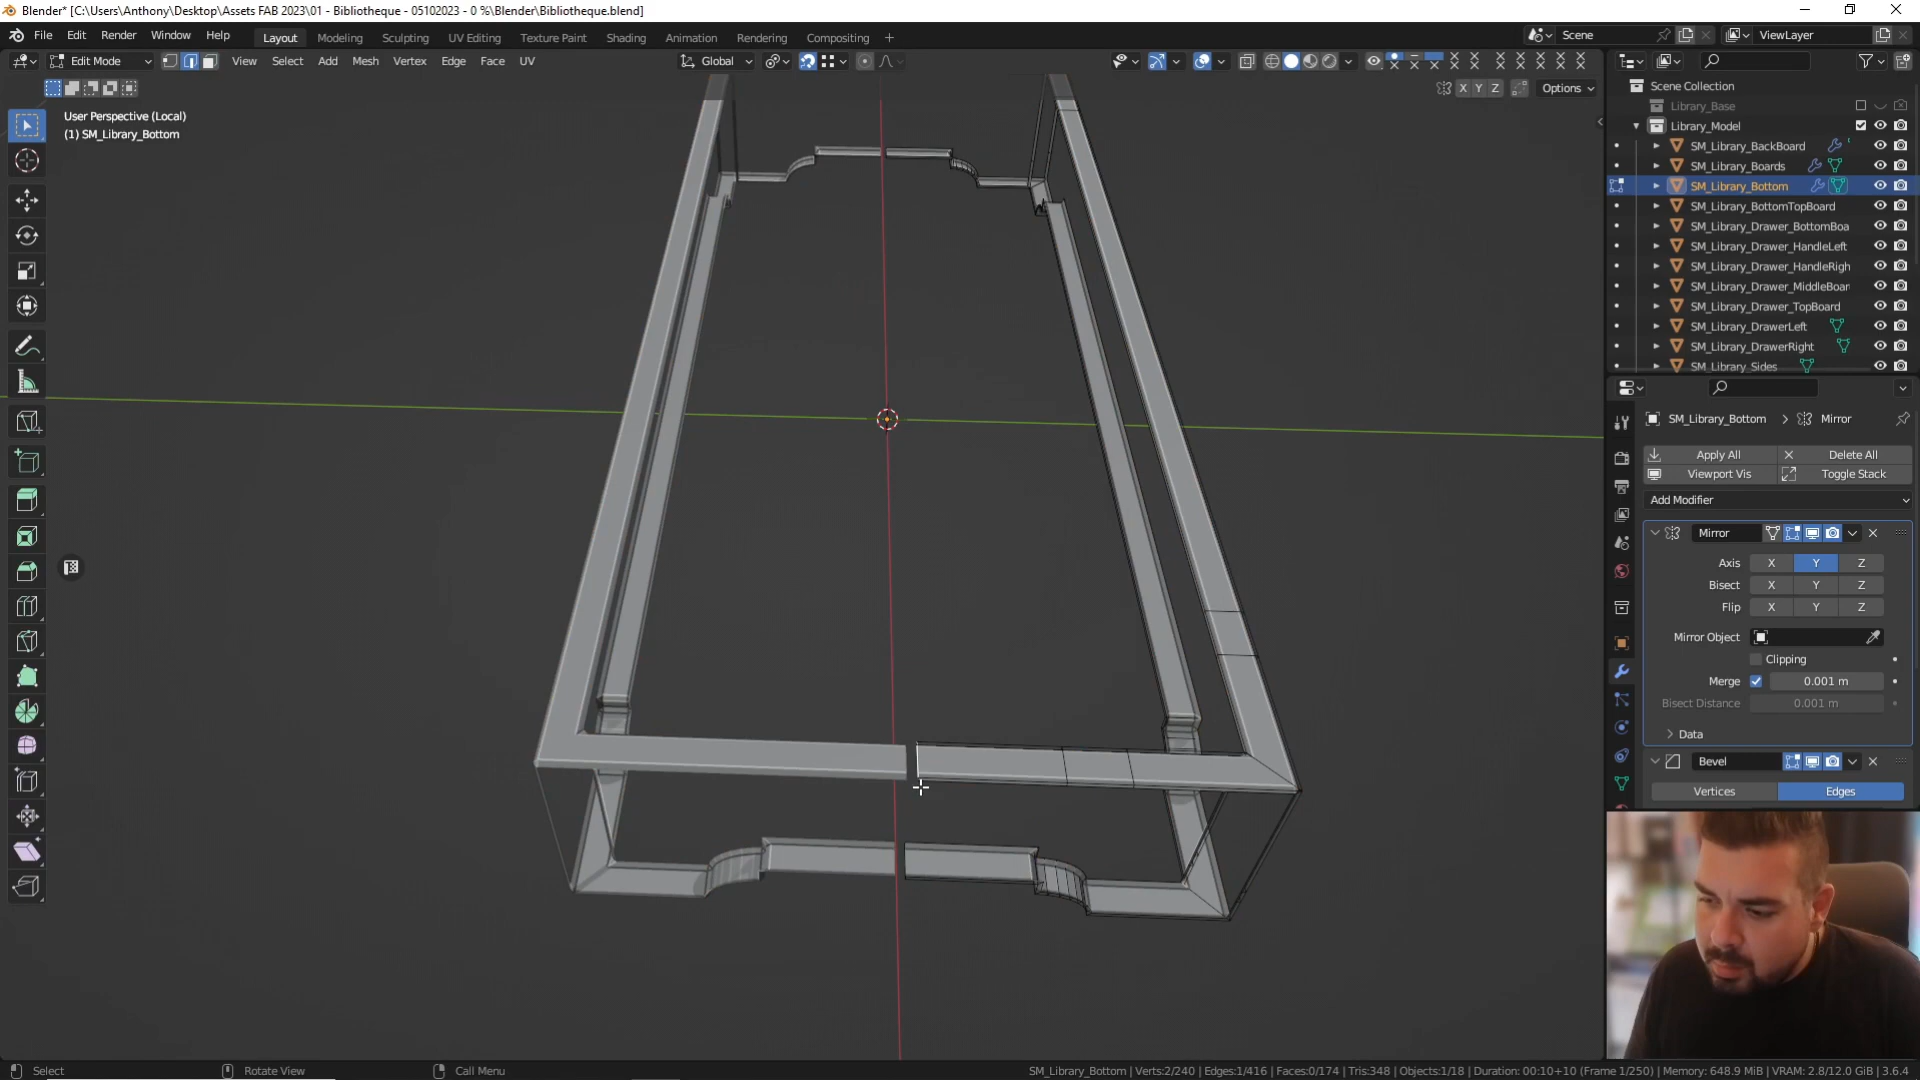 Blender* [C:\Users\Anthony\Desktop\Assets FAB 2023\01 - Bibliotheque - 05102023 - 0 %\Blender\Bibliotheque.blend]
File Edit Render Window Help Layout Modeling Sculpting UV Editing Texture Paint Shading Animation Rendering Compositing + Scene ViewLayer
Edit Mode View Select Add Mesh Vertex Edge Face UV Global
X Y Z Options
User Perspective (Local)
(1) SM_Library_Bottom
Scene Collection
Library_Base
Library_Model
SM_Library_BackBoard
SM_Library_Boards
SM_Library_Bottom
SM_Library_BottomTopBoard
SM_Library_Drawer_BottomBoa
SM_Library_Drawer_HandleLeft
SM_Library_Drawer_HandleRigh
SM_Library_Drawer_MiddleBoar
SM_Library_Drawer_TopBoard
SM_Library_DrawerLeft
SM_Library_DrawerRight
SM_Library_Sides
SM_Library_Bottom > Mirror
Apply All Delete All
Viewport Vis Toggle Stack
Add Modifier
Mirror
Axis X Y Z
Bisect X Y Z
Flip X Y Z
Mirror Object
Clipping
Merge 0.001 m
Bisect Distance 0.001 m
Data
Bevel
Vertices Edges
Select Rotate View Call Menu SM_Library_Bottom | Verts:2/240 | Edges:1/416 | Faces:0/174 | Tris:348 | Objects:1/18 | Duration: 00:10+10 (Frame 1/250) | Memory: 648.9 MiB | VRAM: 2.8/12.0 GiB | 3.6.4